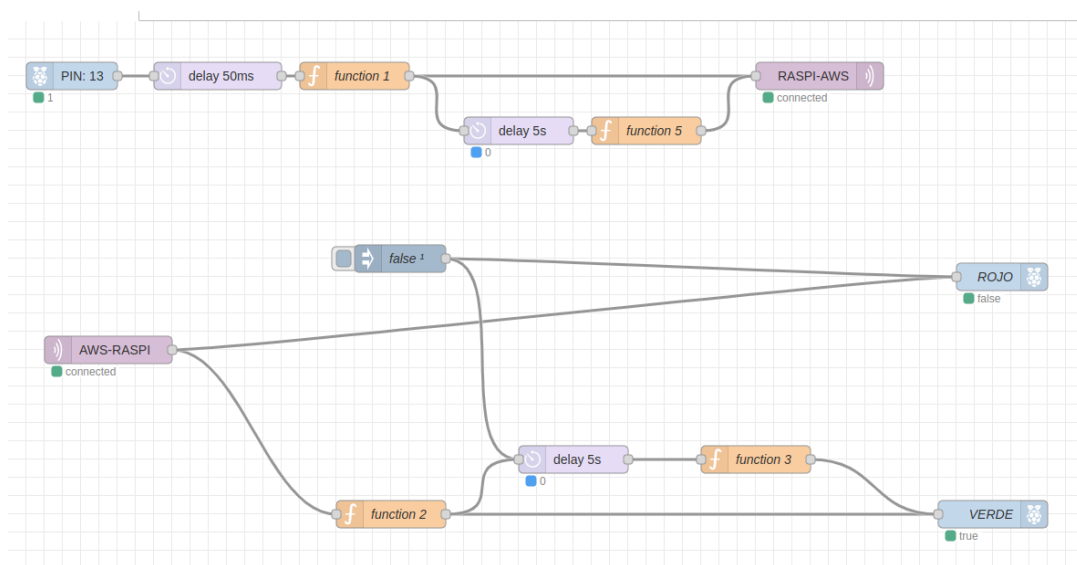 PIN: 13
delay 50ms
function 1
RASPI-AWS
1
connected
delay 5s
function 5
0
false ¹
ROJO
false
AWS-RASPI
connected
delay 5s
function 3
0
function 2
VERDE
true